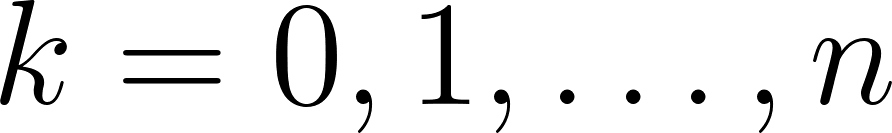 k = 0, 1, . . . , n